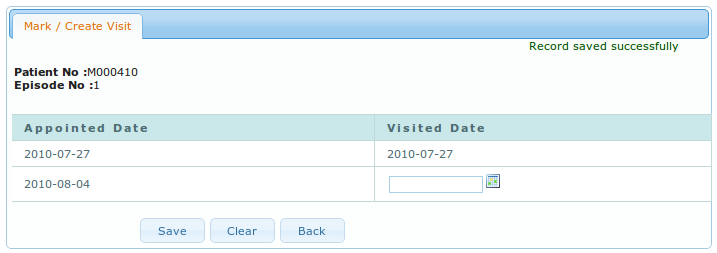 Mark / Create Visit
Record saved successfully
Patient No :M000410
Episode No :1
Appointed Date Visited Date
2010-07-27 2010-07-27
2010-08-04
Save Clear Back